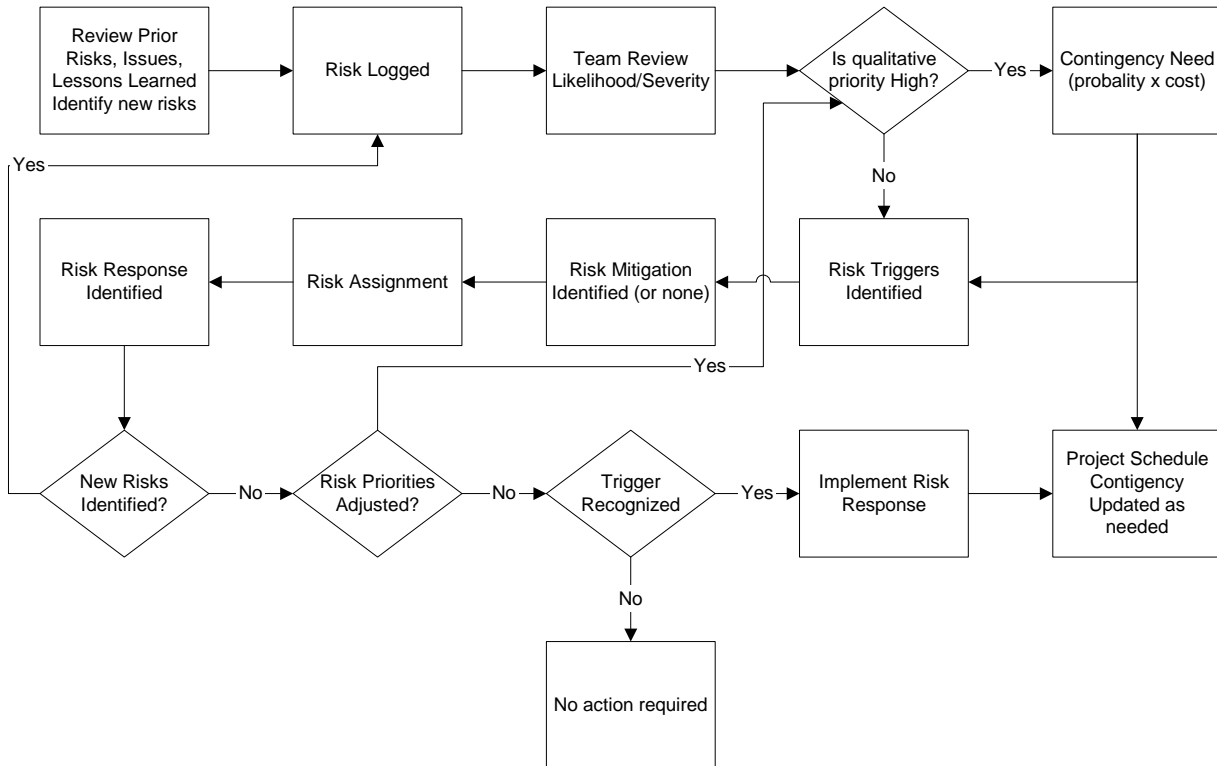 Review Prior
Risks, Issues,
Lessons Learned
Identify new risks
Risk Logged
Team Review
Likelihood/Severity
Is qualitative
priority High?
Yes
Contingency Need
(probality x cost)
Yes
No
Risk Response
Identified
Risk Assignment
Risk Mitigation
Identified (or none)
Risk Triggers
Identified
Yes
New Risks
Identified?
No
Risk Priorities
Adjusted?
No
Trigger
Recognized
Yes
Implement Risk
Response
Project Schedule
Contigency
Updated as
needed
No
No action required